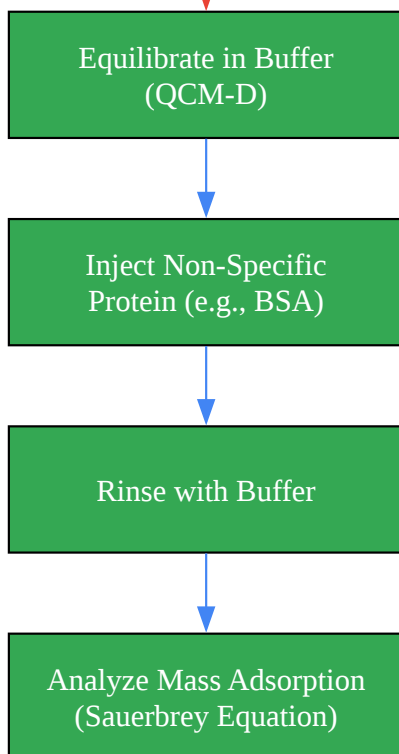 Equilibrate in Buffer
(QCM-D)
Inject Non-Specific
Protein (e.g., BSA)
Rinse with Buffer
Analyze Mass Adsorption
(Sauerbrey Equation)